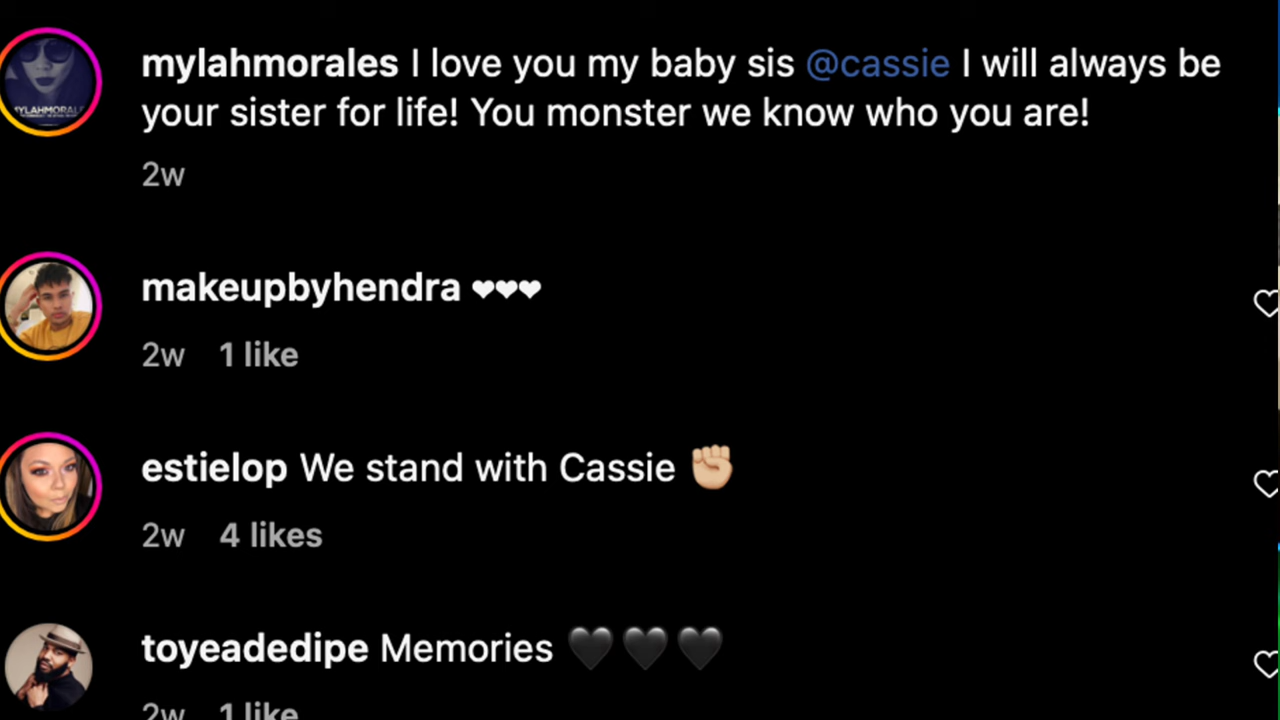 mylahmorales I love you my baby sis @cassie I will always be
your sister for life! You monster we know who you are!
2w
makeupbyhendra ❤❤❤
2w 1 like
estielop We stand with Cassie ✊🏼
2w 4 likes
toyeadedipe Memories 🖤🖤🖤
2w 1 like
MYLAHMORALE